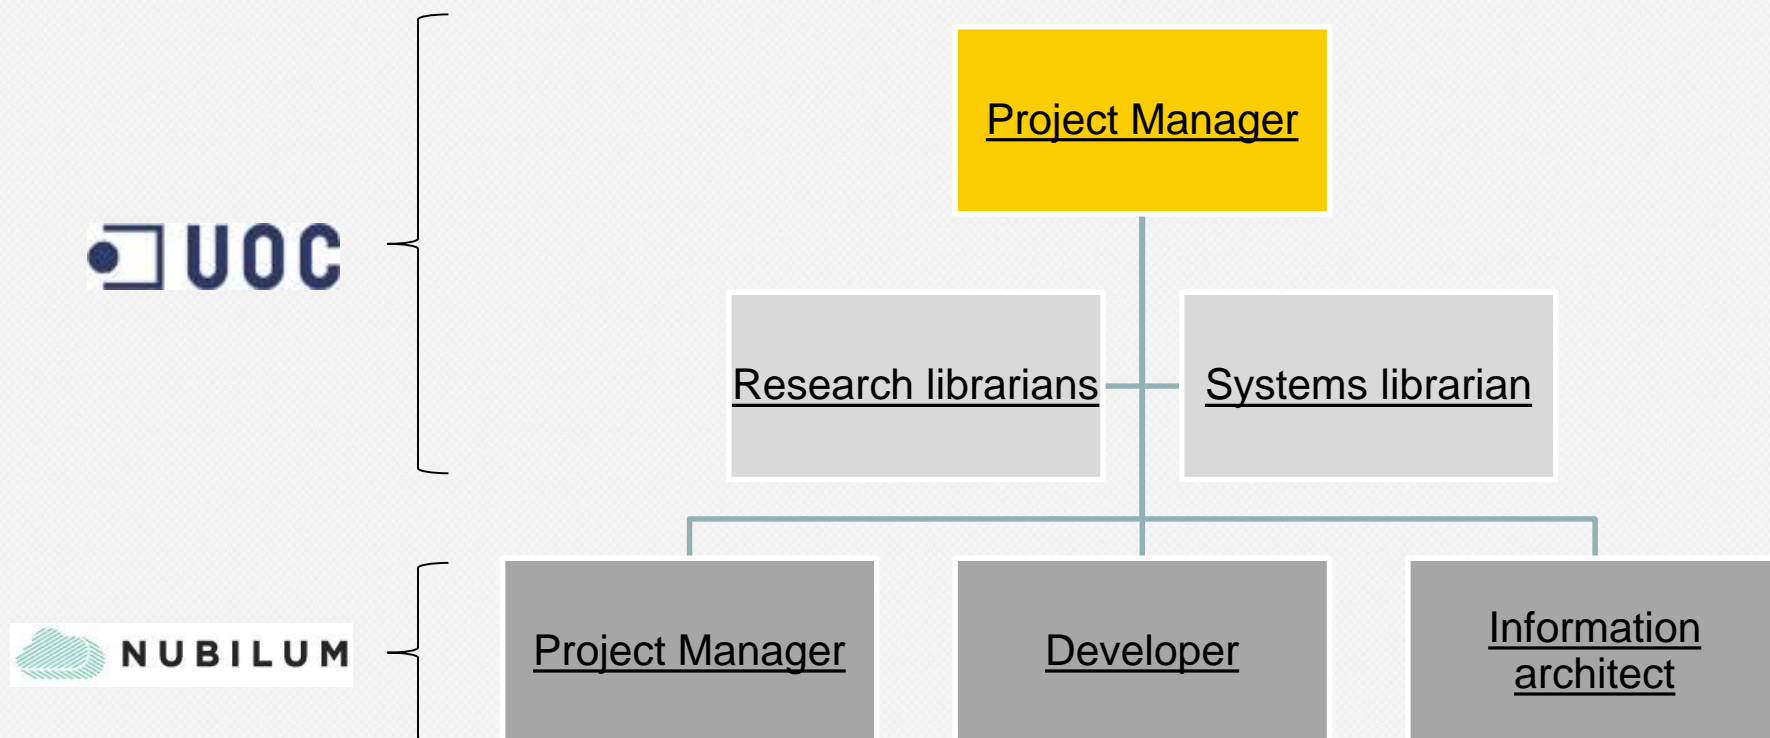 Project Manager
UOC
Research librarians
Systems librarian
NUBILUM
Project Manager
Developer
Information
architect